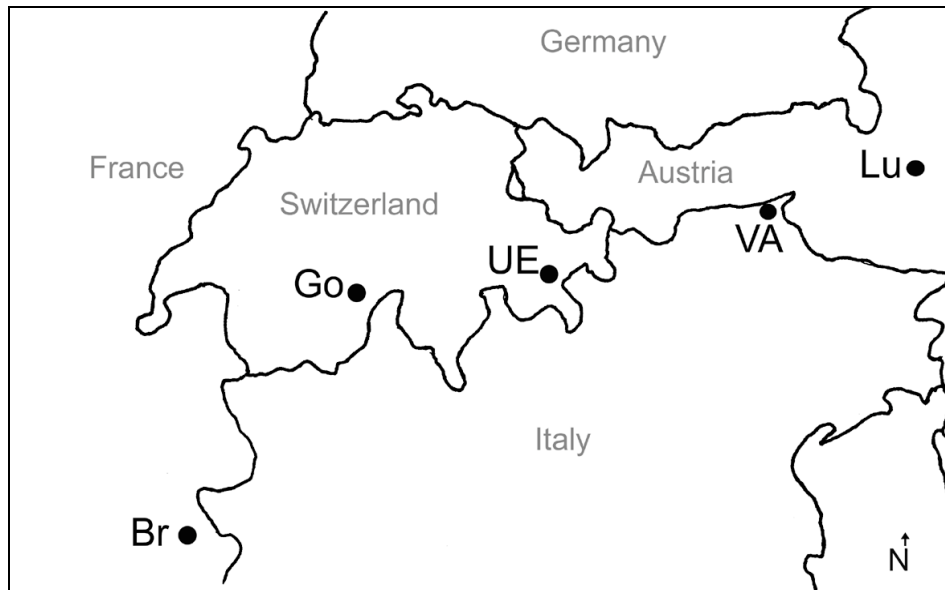 Germany
France
Austria
Lu
Switzerland
VA
UE
Go
Italy
Br
N